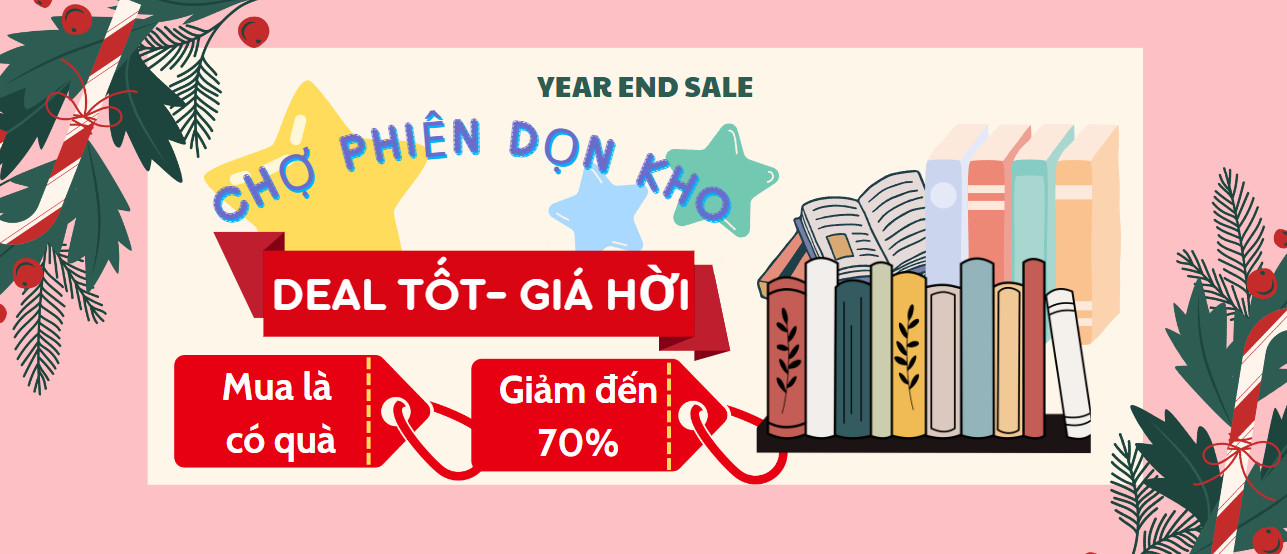 YEAR END SALE
CHỢ PHIÊN DỌN KHO
DEAL TỐT- GIÁ HỜI
Mua là
có quà
Giảm đến
70%